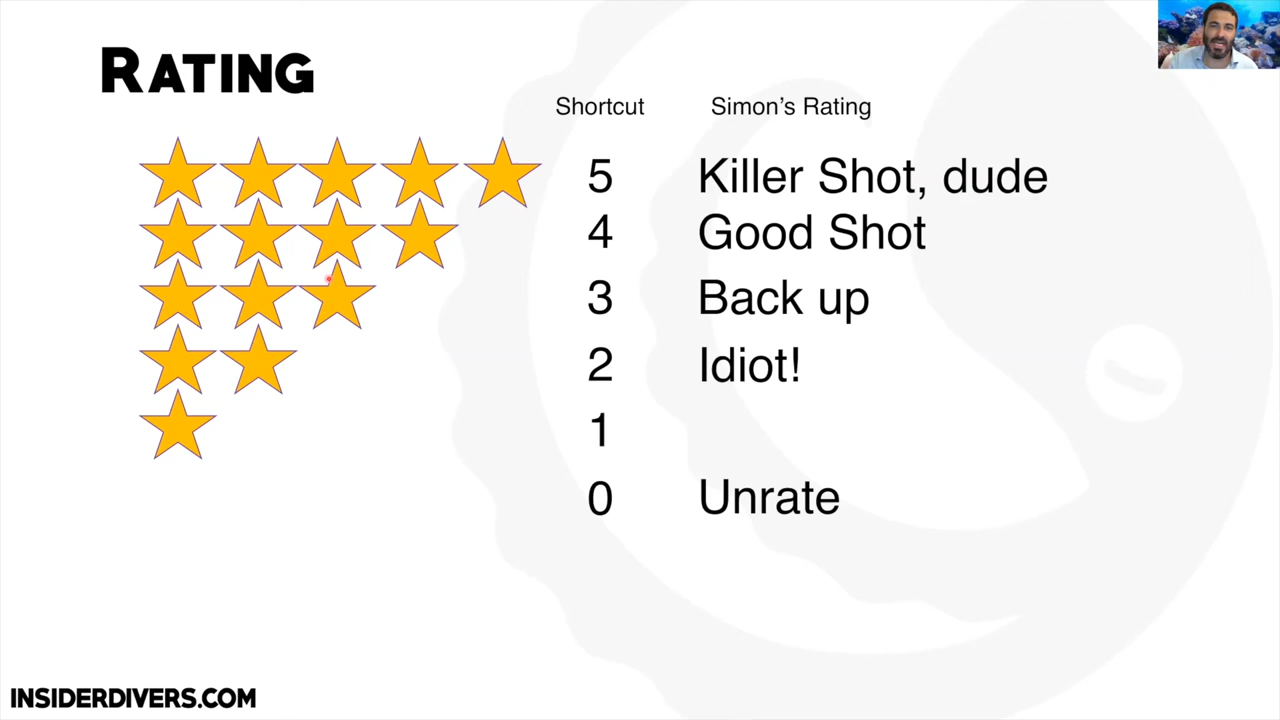 RATING
Shortcut Simon's Rating
5 Killer Shot, dude
4 Good Shot
3 Back up
2 Idiot!
1
0 Unrate
INSIDERDIVERS.COM